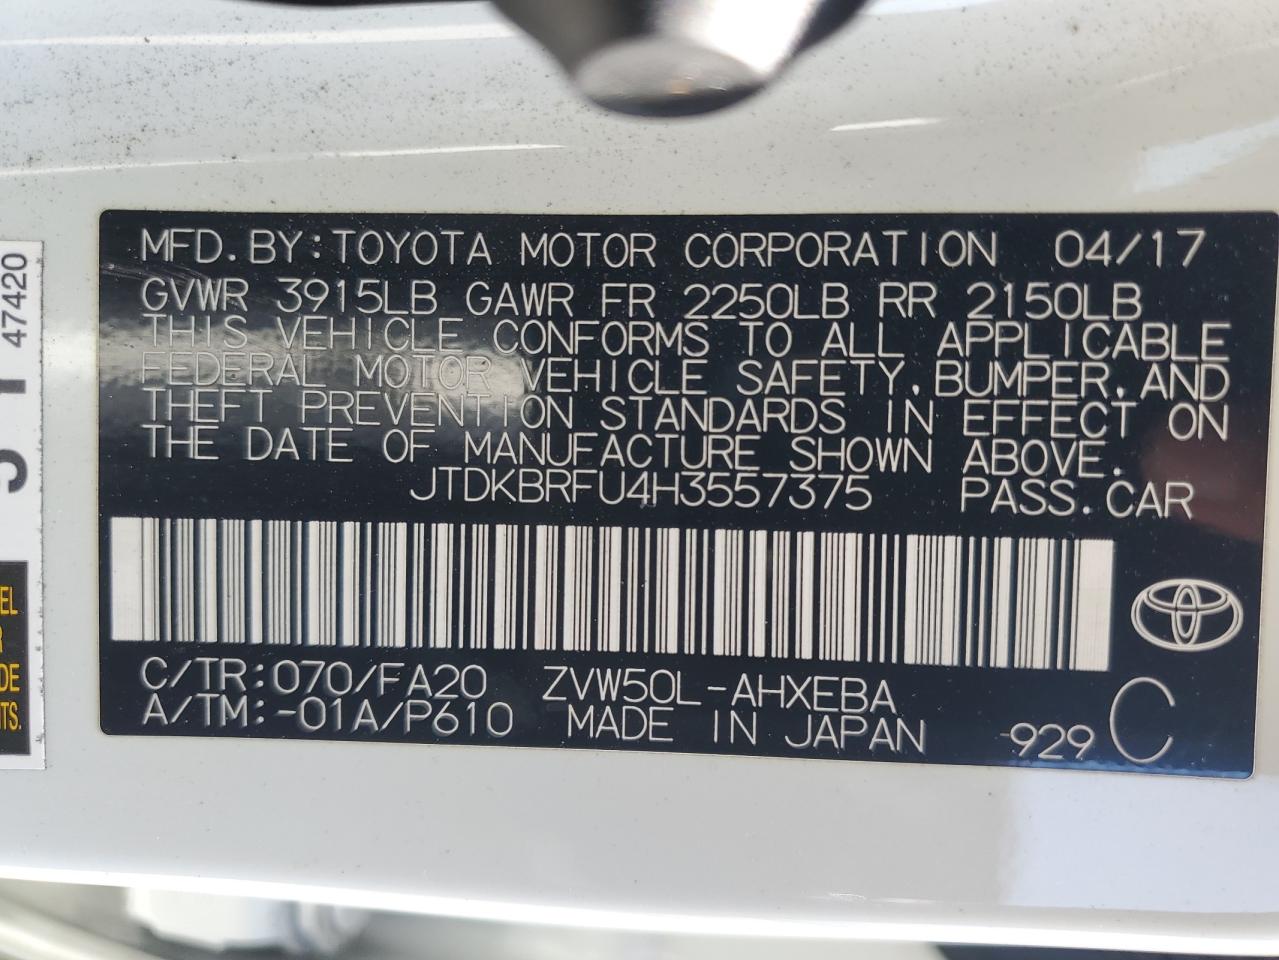 MFD.BY:TOYOTA MOTOR CORPORATION 04/17
GVWR 3915LB GAWR FR 2250LB RR 2150LB
THIS VEHICLE CONFORMS TO ALL APPLICABLE
FEDERAL MOTOR VEHICLE SAFETY,BUMPER,AND
THEFT PREVENTION STANDARDS IN EFFECT ON
THE DATE OF MANUFACTURE SHOWN ABOVE.
JTDKBRFU4H3557375 PASS.CAR
C/TR:070/FA20 ZVW50L-AHXEBA
A/TM:-01A/P610 MADE IN JAPAN -929 C
47420